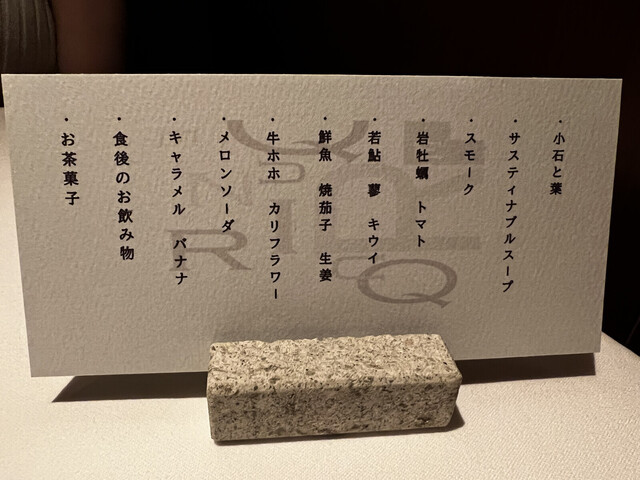 ・小石と葉
・サスティナブルスープ
・スモーク
・岩牡蠣 トマト
・若鮎 蓼 キウイ
・鮮魚 焼茄子 生姜
・牛ホホ カリフラワー
・メロンソーダ
・キャラメル バナナ
・食後のお飲み物
・お茶菓子